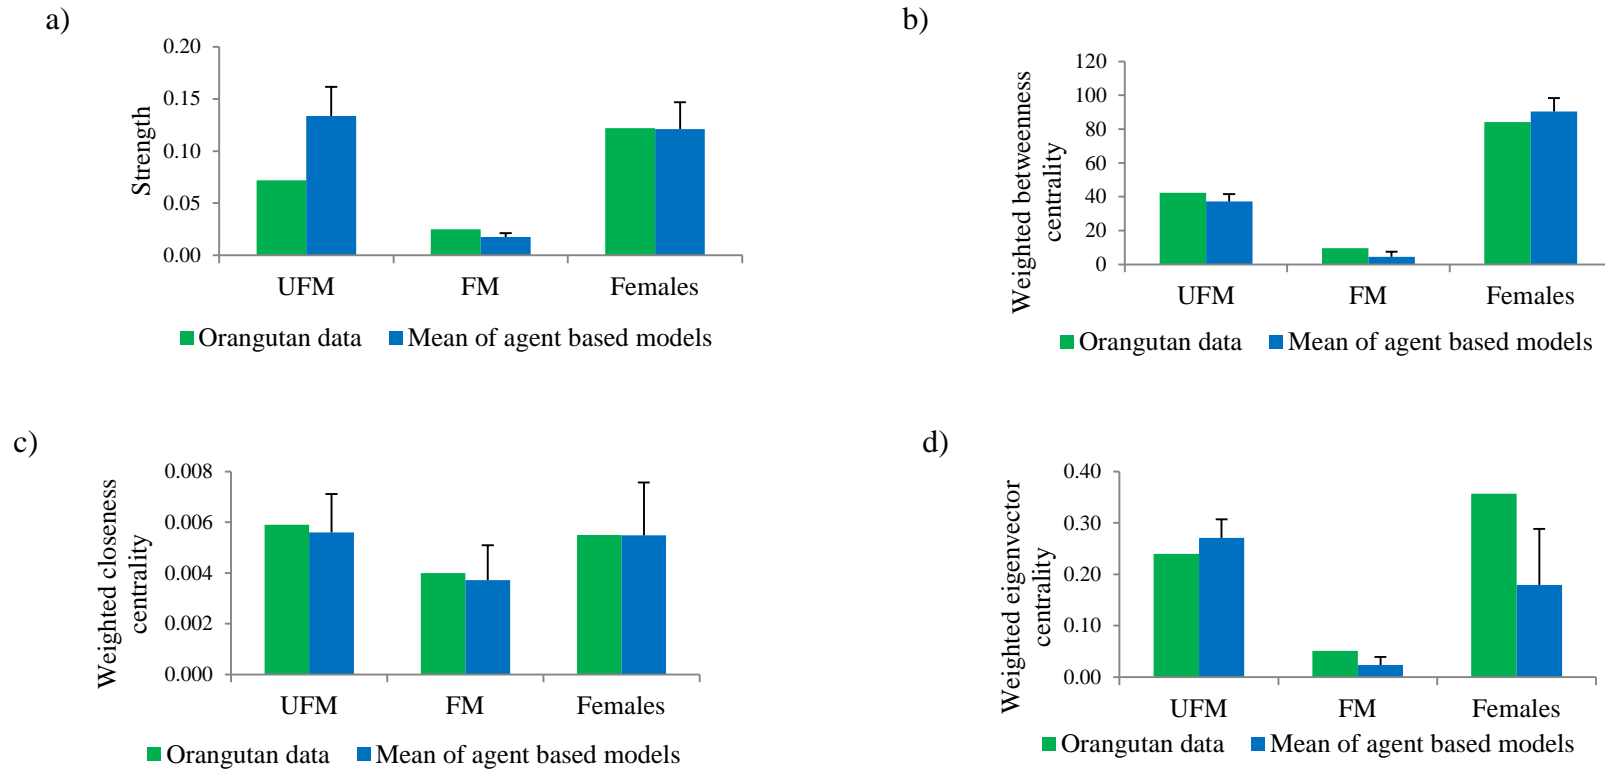 a)
0.20
0.15
0.10
0.05
0.00
Strength
UFM FM Females
Orangutan data Mean of agent based models
b)
120
100
80
60
40
20
0
Weighted betweenness
centrality
UFM FM Females
Orangutan data Mean of agent based models
c)
0.008
0.006
0.004
0.002
0.000
Weighted closeness
centrality
UFM FM Females
Orangutan data Mean of agent based models
d)
0.40
0.30
0.20
0.10
0.00
Weighted eigenvector
centrality
UFM FM Females
Orangutan data Mean of agent based models